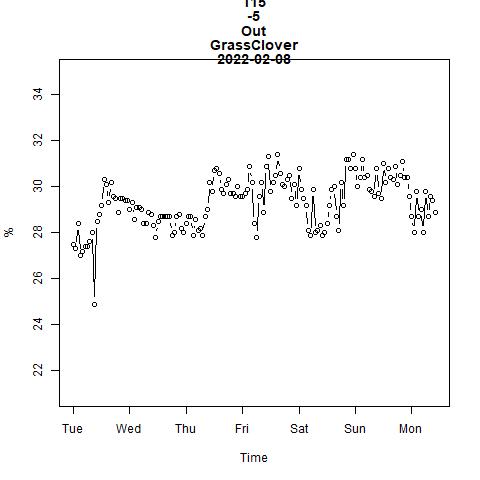 T15
-5
Out
GrassClover
2022-02-08
34
32
30
28
26
24
22
%
Tue Wed Thu Fri Sat Sun Mon
Time